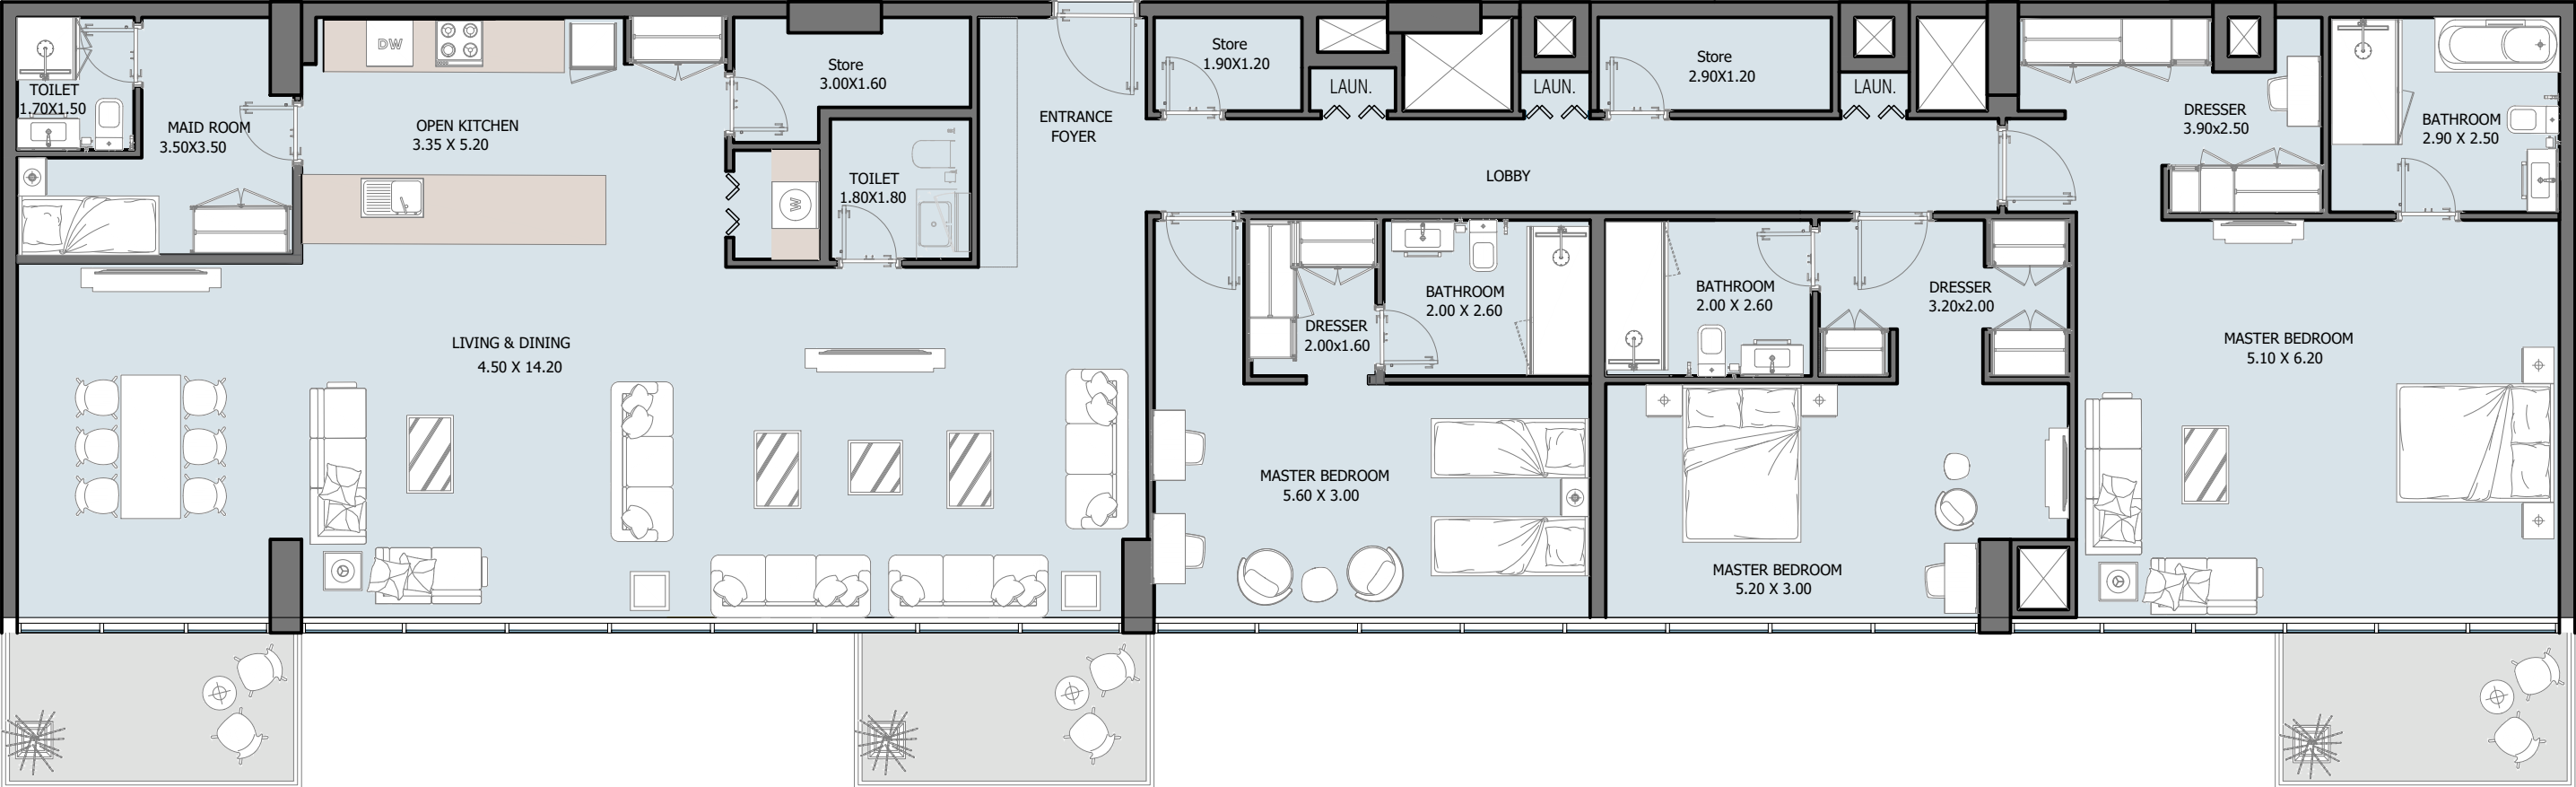 DW
TOILET
1.70X1.50
MAID ROOM
3.50X3.50
OPEN KITCHEN
3.35 X 5.20
Store
3.00X1.60
TOILET
1.80X1.80
W
ENTRANCE
FOYER
Store
1.90X1.20
LAUN.
LAUN.
Store
2.90X1.20
LAUN.
LOBBY
DRESSER
3.90x2.50
BATHROOM
2.90 X 2.50
LIVING & DINING
4.50 X 14.20
DRESSER
2.00x1.60
BATHROOM
2.00 X 2.60
BATHROOM
2.00 X 2.60
DRESSER
3.20x2.00
MASTER BEDROOM
5.10 X 6.20
MASTER BEDROOM
5.60 X 3.00
MASTER BEDROOM
5.20 X 3.00